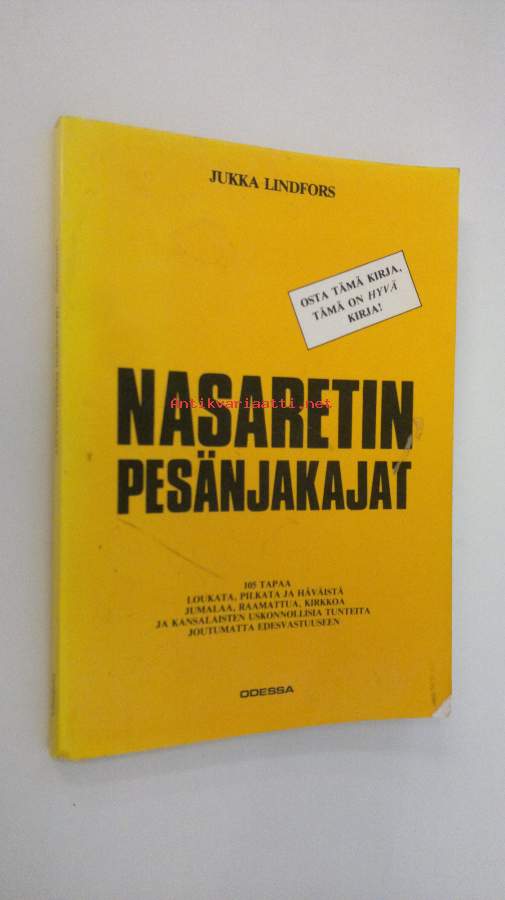 JUKKA LINDFORS
OSTA TÄMÄ KIRJA,
TÄMÄ ON HYVÄ
KIRJA!
NASARETIN
Antikvariaatti.net
PESÄNJAKAJAT
105 TAPAA
LOUKATA, PILKATA JA HÄVÄISTÄ
JUMALAA, RAAMATTUA, KIRKKOA
JA KANSALAISTEN USKONNOLLISIA TUNTEITA
JOUTUMATTA EDESVASTUUSEEN
ODESSA